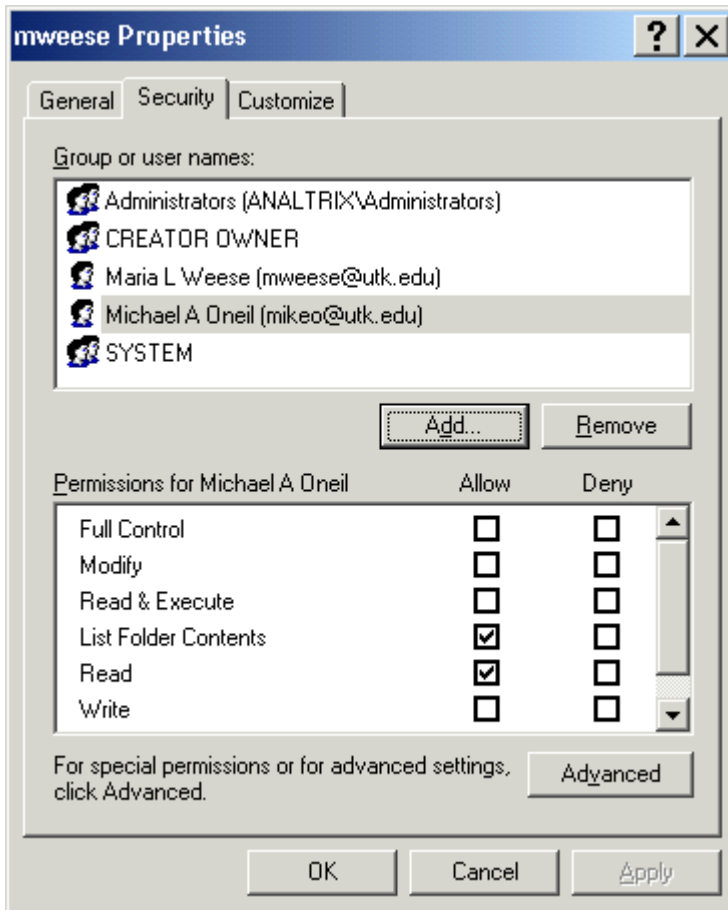 mweese Properties
General Security Customize
Group or user names:
Administrators (ANALTRIX\Administrators)
CREATOR OWNER
Maria L Weese (mweese@utk.edu)
Michael A Oneil (mikeo@utk.edu)
SYSTEM
Add... Remove
Permissions for Michael A Oneil Allow Deny
Full Control
Modify
Read & Execute
List Folder Contents
Read
Write
For special permissions or for advanced settings, Advanced
click Advanced.
OK Cancel Apply